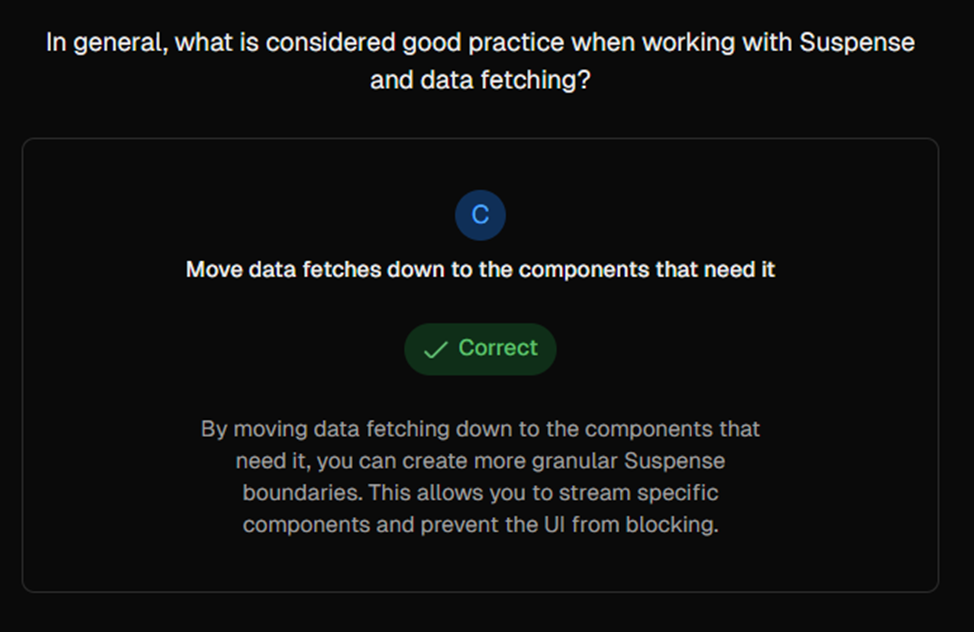 In general, what is considered good practice when working with Suspense
and data fetching?
C
Move data fetches down to the components that need it
Correct
By moving data fetching down to the components that
need it, you can create more granular Suspense
boundaries. This allows you to stream specific
components and prevent the UI from blocking.